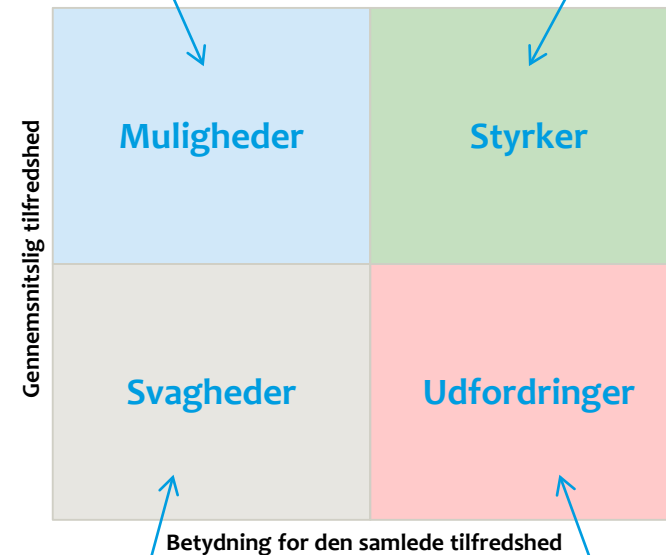 Muligheder
Styrker
Gennemsnitslig tilfredshed
Svagheder
Udfordringer
Betydning for den samlede tilfredshed